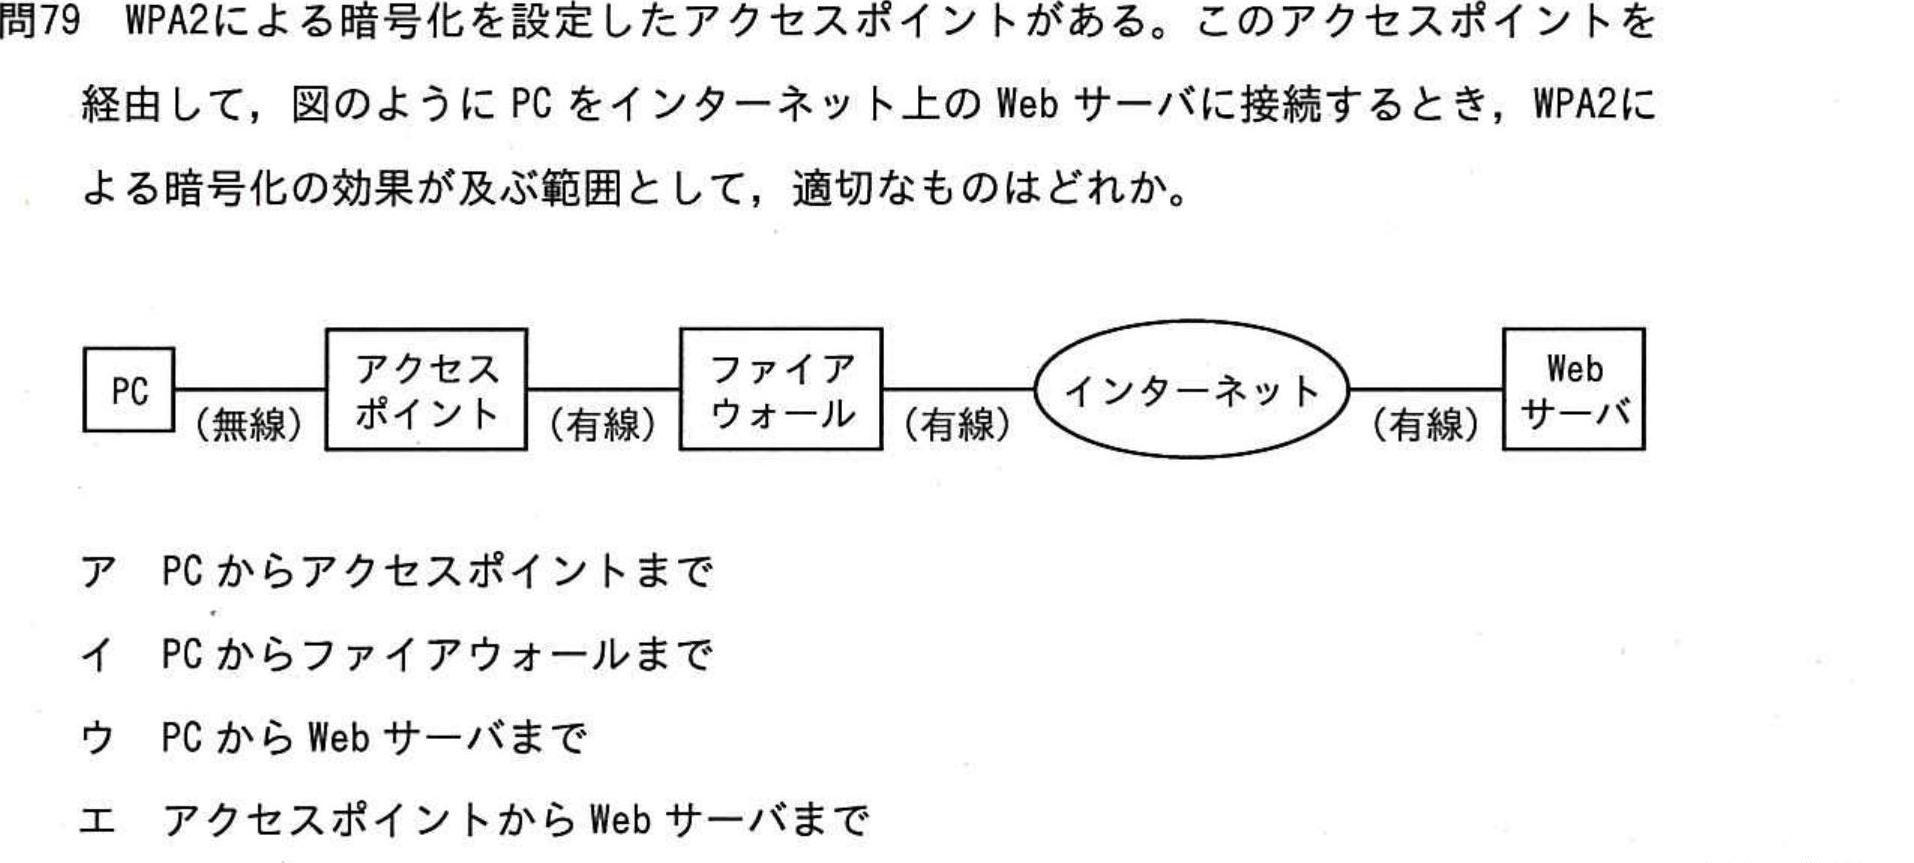 問79 WPA2による暗号化を設定したアクセスポイントがある。このアクセスポイントを
経由して，図のように PC をインターネット上の Web サーバに接続するとき，WPA2に
よる暗号化の効果が及ぶ範囲として，適切なものはどれか。
PC
（無線）
アクセス
ポイント
（有線）
ファイア
ウォール
（有線）
インターネット
（有線）
Web
サーバ
ア PC からアクセスポイントまで
イ PC からファイアウォールまで
ウ PC から Web サーバまで
エ アクセスポイントから Web サーバまで